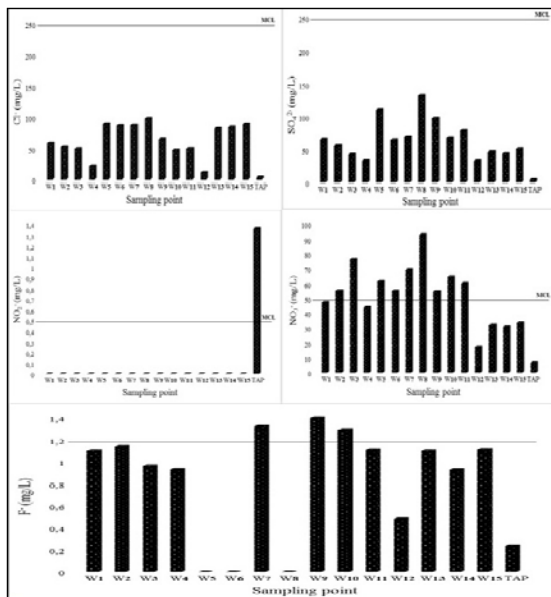 MCL
250
200
150
100
50
0
Cl⁻ (mg/L)
W1 W2 W3 W4 W5 W6 W7 W8 W9 W10 W11 W12 W13 W14 W15 TAP
Sampling point
MCL
250
200
150
100
50
0
SO₄²⁻ (mg/L)
W1 W2 W3 W4 W5 W6 W7 W8 W9 W10 W11 W12 W13 W14 W15 TAP
Sampling point
1,4
1,3
1,2
1,1
1
0,9
0,8
0,7
0,6
0,5
0,4
0,3
0,2
0,1
0
NO₂⁻ (mg/L)
MCL
W1 W2 W3 W4 W5 W6 W7 W8 W9 W10 W11 W12 W13 W14 W15 TAP
Sampling point
100
90
80
70
60
50
40
30
20
10
0
NO₃⁻ (mg/L)
MCL
W1 W2 W3 W4 W5 W6 W7 W8 W9 W10 W11 W12 W13 W14 W15 TAP
Sampling point
1,4
1,2
1
0,8
0,6
0,4
0,2
0
F⁻ (mg/L)
W1 W2 W3 W4 W5 W6 W7 W8 W9 W10 W11 W12 W13 W14 W15 TAP
Sampling point